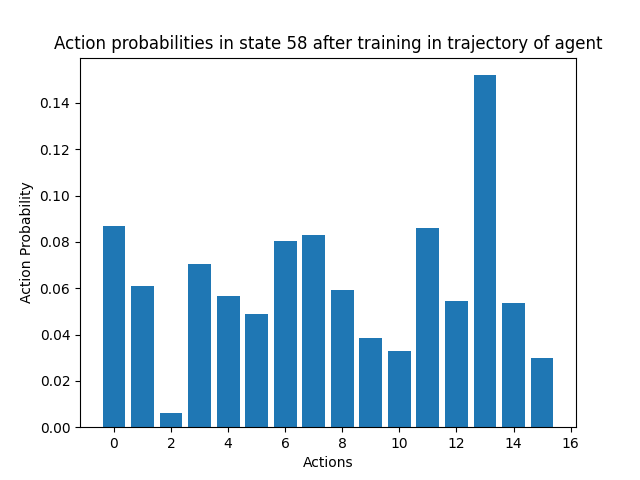 Action probabilities in state 58 after training in trajectory of agent
Action Probability
0.14
0.12
0.10
0.08
0.06
0.04
0.02
0.00
0 2 4 6 8 10 12 14 16
Actions